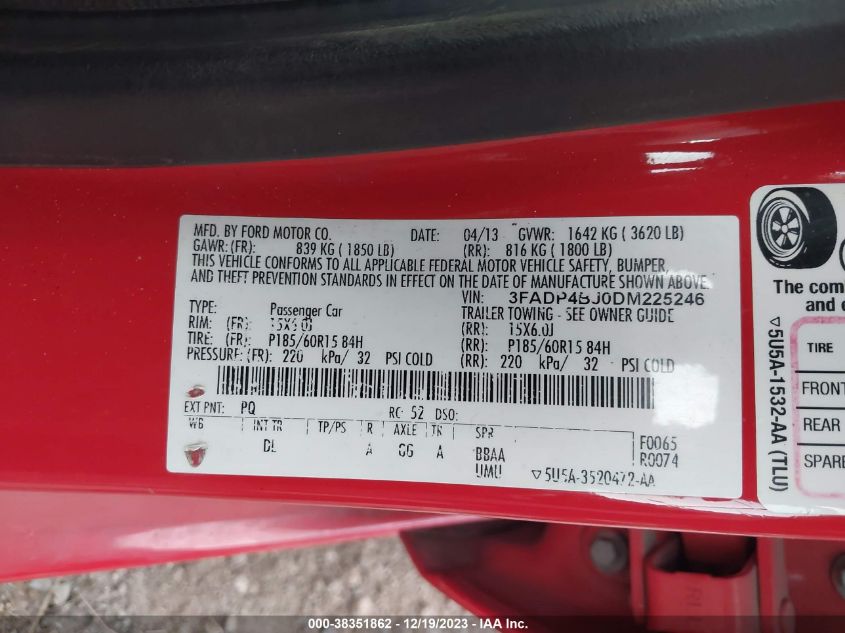 MFD. BY FORD MOTOR CO. DATE: 04/13 GVWR: 1642 KG ( 3620 LB)
GAWR: (FR): 839 KG ( 1850 LB) (RR): 816 KG ( 1800 LB)
THIS VEHICLE CONFORMS TO ALL APPLICABLE FEDERAL MOTOR VEHICLE SAFETY, BUMPER
AND THEFT PREVENTION STANDARDS IN EFFECT ON THE DATE OF MANUFACTURE SHOWN ABOVE.
VIN: 3FADP4BJ0DM225246
TYPE: Passenger Car TRAILER TOWING - SEE OWNER GUIDE
RIM: (FR): 15X6.0J (RR): 15X6.0J
TIRE: (FR): P185/60R15 84H (RR): P185/60R15 84H
PRESSURE: (FR): 220 kPa/ 32 PSI COLD (RR): 220 kPa/ 32 PSI COLD
EXT PNT: PQ RC: 52 DSO:
WB INT TR TP/PS R AXLE TR SPR
DL A GG A BBAA
UMU
F0065
R0074
▽5U5A-3520472-AA
The com
and
TIRE
FRONT
REAR
SPARE
▽5U5A-1532-AA (TLU)
000-38351862 - 12/19/2023 - IAAI Inc.